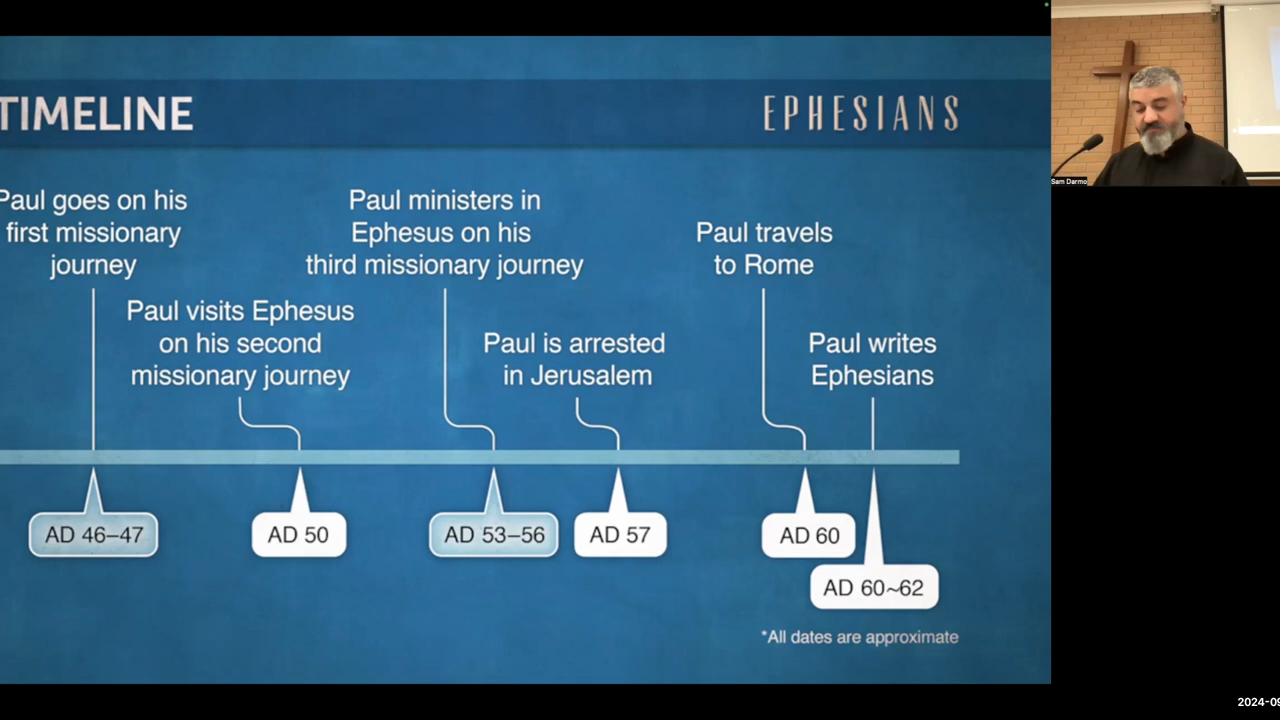 TIMELINE
EPHESIANS
Paul goes on his
first missionary
journey
Paul visits Ephesus
on his second
missionary journey
Paul ministers in
Ephesus on his
third missionary journey
Paul is arrested
in Jerusalem
Paul travels
to Rome
Paul writes
Ephesians
AD 46–47
AD 50
AD 53–56
AD 57
AD 60
AD 60~62
*All dates are approximate
Sam Darmo
2024-09